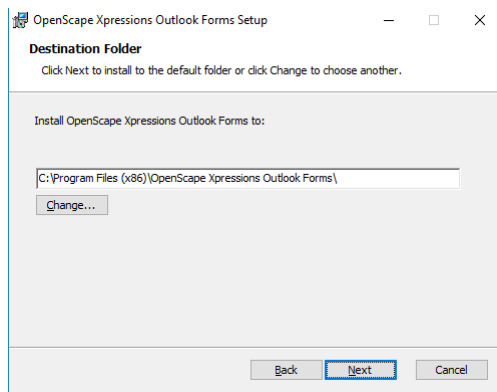 OpenScape Xpressions Outlook Forms Setup
Destination Folder
Click Next to install to the default folder or click Change to choose another.
Install OpenScape Xpressions Outlook Forms to:
C:\Program Files (x86)\OpenScape Xpressions Outlook Forms\
Change...
Back Next Cancel